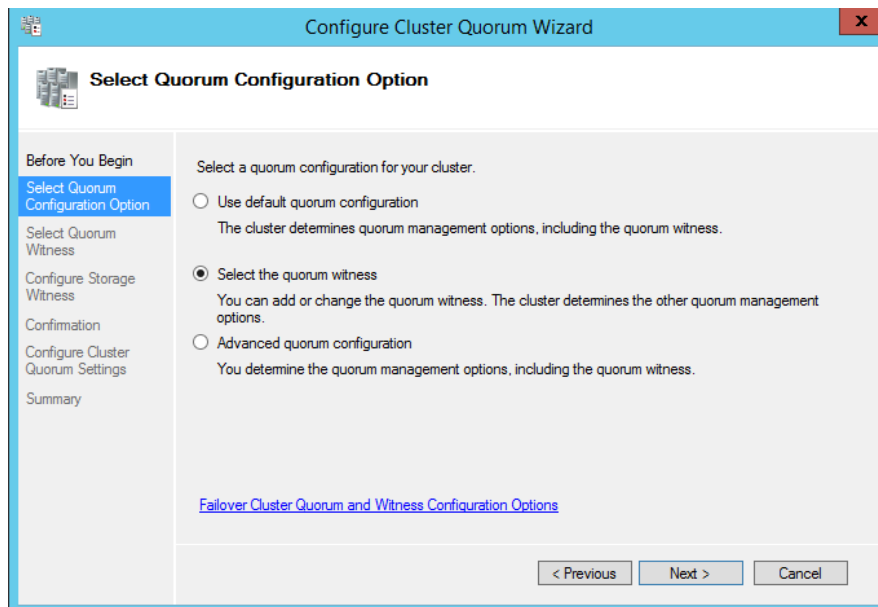 Configure Cluster Quorum Wizard
x
Select Quorum Configuration Option
Before You Begin
Select Quorum
Configuration Option
Select Quorum
Witness
Configure Storage
Witness
Confirmation
Configure Cluster
Quorum Settings
Summary
Select a quorum configuration for your cluster.
Use default quorum configuration
The cluster determines quorum management options, including the quorum witness.
Select the quorum witness
You can add or change the quorum witness. The cluster determines the other quorum management
options.
Advanced quorum configuration
You determine the quorum management options, including the quorum witness.
Failover Cluster Quorum and Witness Configuration Options
< Previous
Next >
Cancel